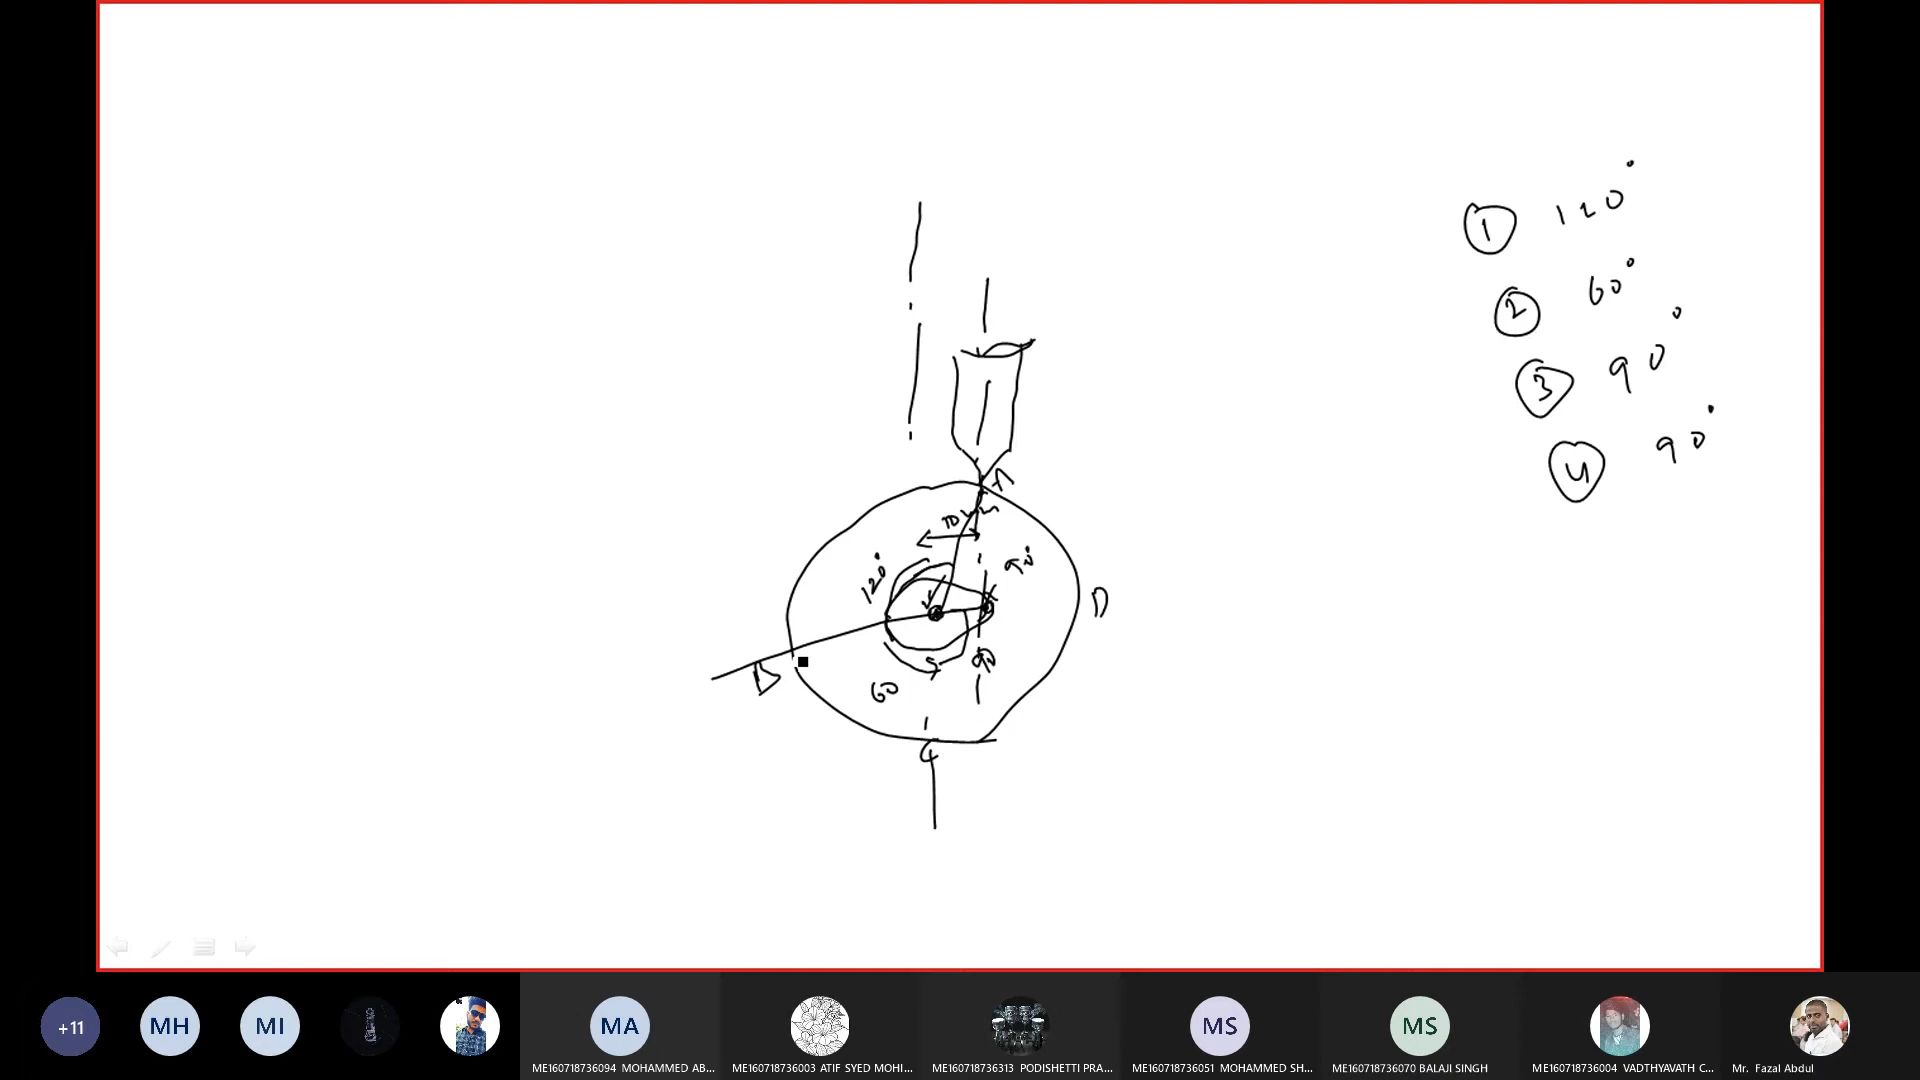 1 120°
2 60°
3 90°
4 90°
A
10mm
120°
90°
D
90
60
B
C
+11
MH
MI
MA
MS
MS
ME160718736094 MOHAMMED AB...
ME160718736003 ATIF SYED MOHI...
ME160718736313 PODISHETTI PRA...
ME160718736051 MOHAMMED SH...
ME160718736070 BALAJI SINGH
ME160718736004 VADTHYAVATH C...
Mr. Fazal Abdul